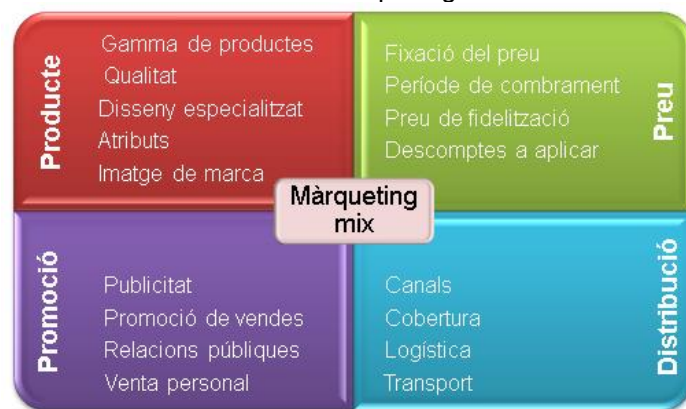 Producte
Gamma de productes
Qualitat
Disseny especialitzat
Atributs
Imatge de marca
Fixació del preu
Període de combrament
Preu de fidelització
Descomptes a aplicar
Preu
Màrqueting
mix
Promoció
Publicitat
Promoció de vendes
Relacions públiques
Venta personal
Canals
Cobertura
Logística
Transport
Distribució